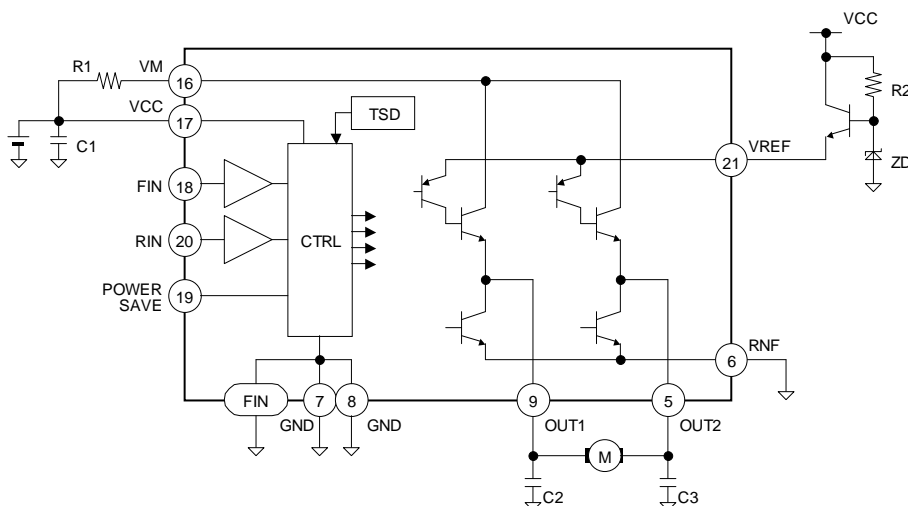 VCC
R1
VM
16
R2
VCC
17
TSD
C1
21
VREF
ZD
FIN
18
RIN
20
CTRL
POWER
SAVE
19
RNF
6
FIN
7
8
9
5
GND
GND
OUT1
OUT2
M
C2
C3